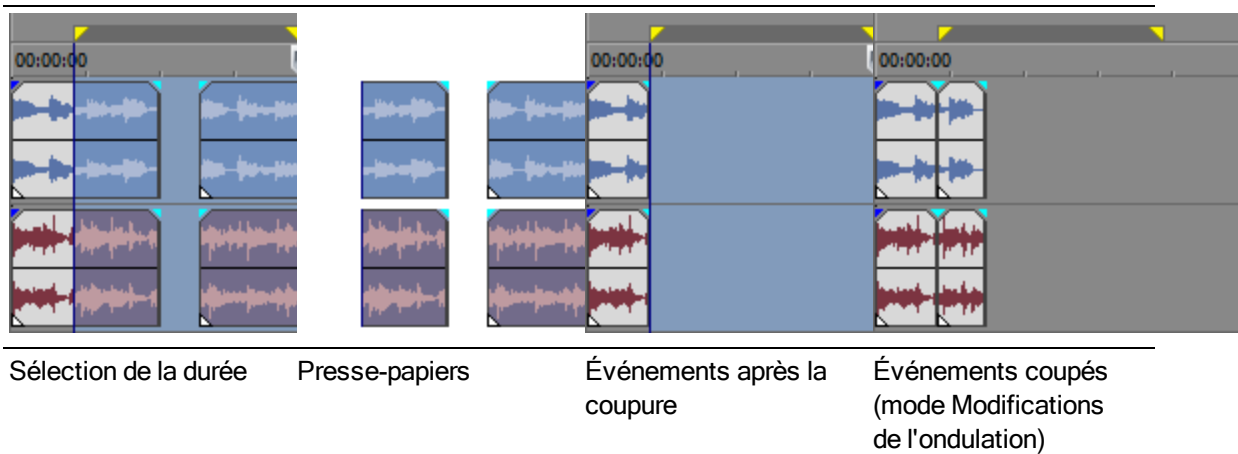 00:00:00 00:00:00 00:00:00
Sélection de la durée Presse-papiers Événements après la Événements coupés
coupure (mode Modifications
de l'ondulation)